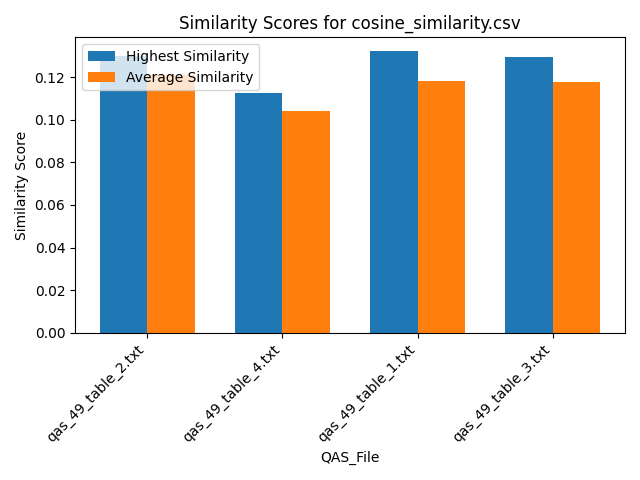 Similarity Scores for cosine_similarity.csv
Highest Similarity
Average Similarity
Similarity Score
0.12
0.10
0.08
0.06
0.04
0.02
0.00
qas_49_table_2.txt
qas_49_table_4.txt
qas_49_table_1.txt
qas_49_table_3.txt
QAS_File